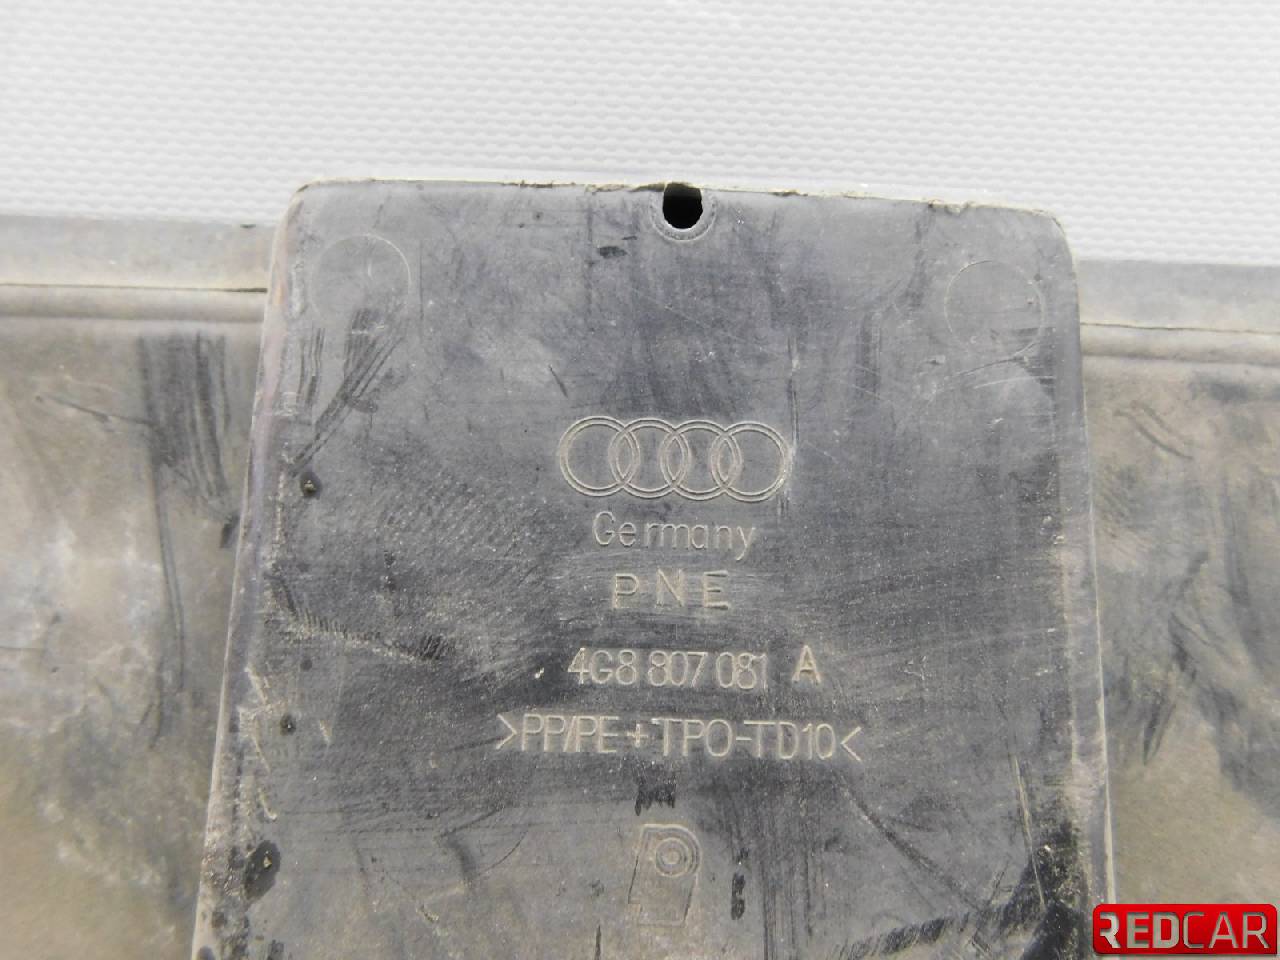 Germany
PNE
4G8 807 081 A
>PP/PE+TPO-TD10<
REDCAR